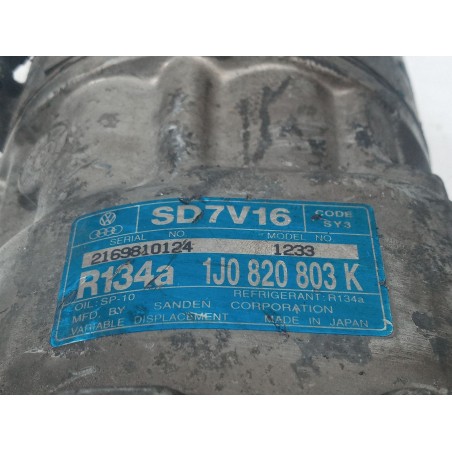 SD7V16 CODE SY3
SERIAL NO. MODEL NO.
2169810124 1233
R134a 1J0 820 803 K
OIL: SP-10 REFRIGERANT: R134a
MFD. BY SANDEN CORPORATION
VARIABLE DISPLACEMENT MADE IN JAPAN